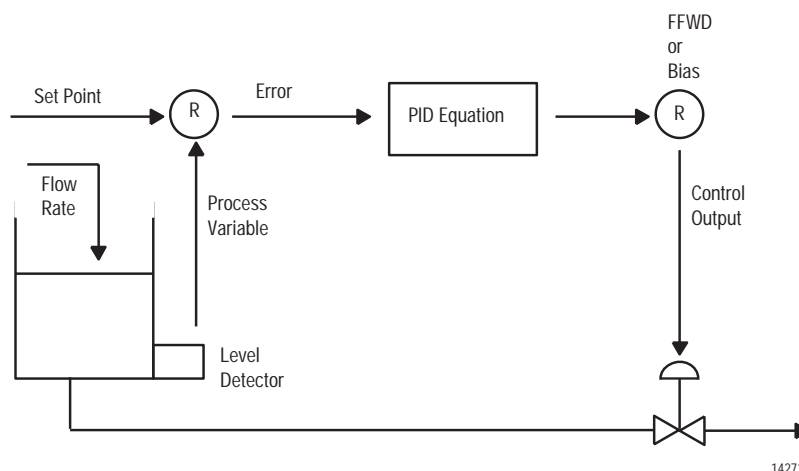 FFWD
or
Bias
Set Point
R
Error
PID Equation
R
Flow
Rate
Process
Variable
Control
Output
Level
Detector